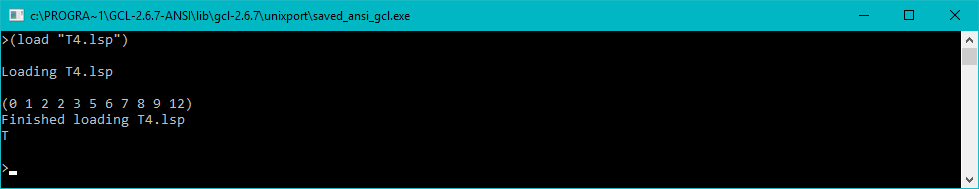 c:\PROGRA~1\GCL-2.6.7-ANSI\lib\gcl-2.6.7\unixport\saved_ansi_gcl.exe
>(load "T4.lsp")
Loading T4.lsp
(0 1 2 2 3 5 6 7 8 9 12)
Finished loading T4.lsp
T
>